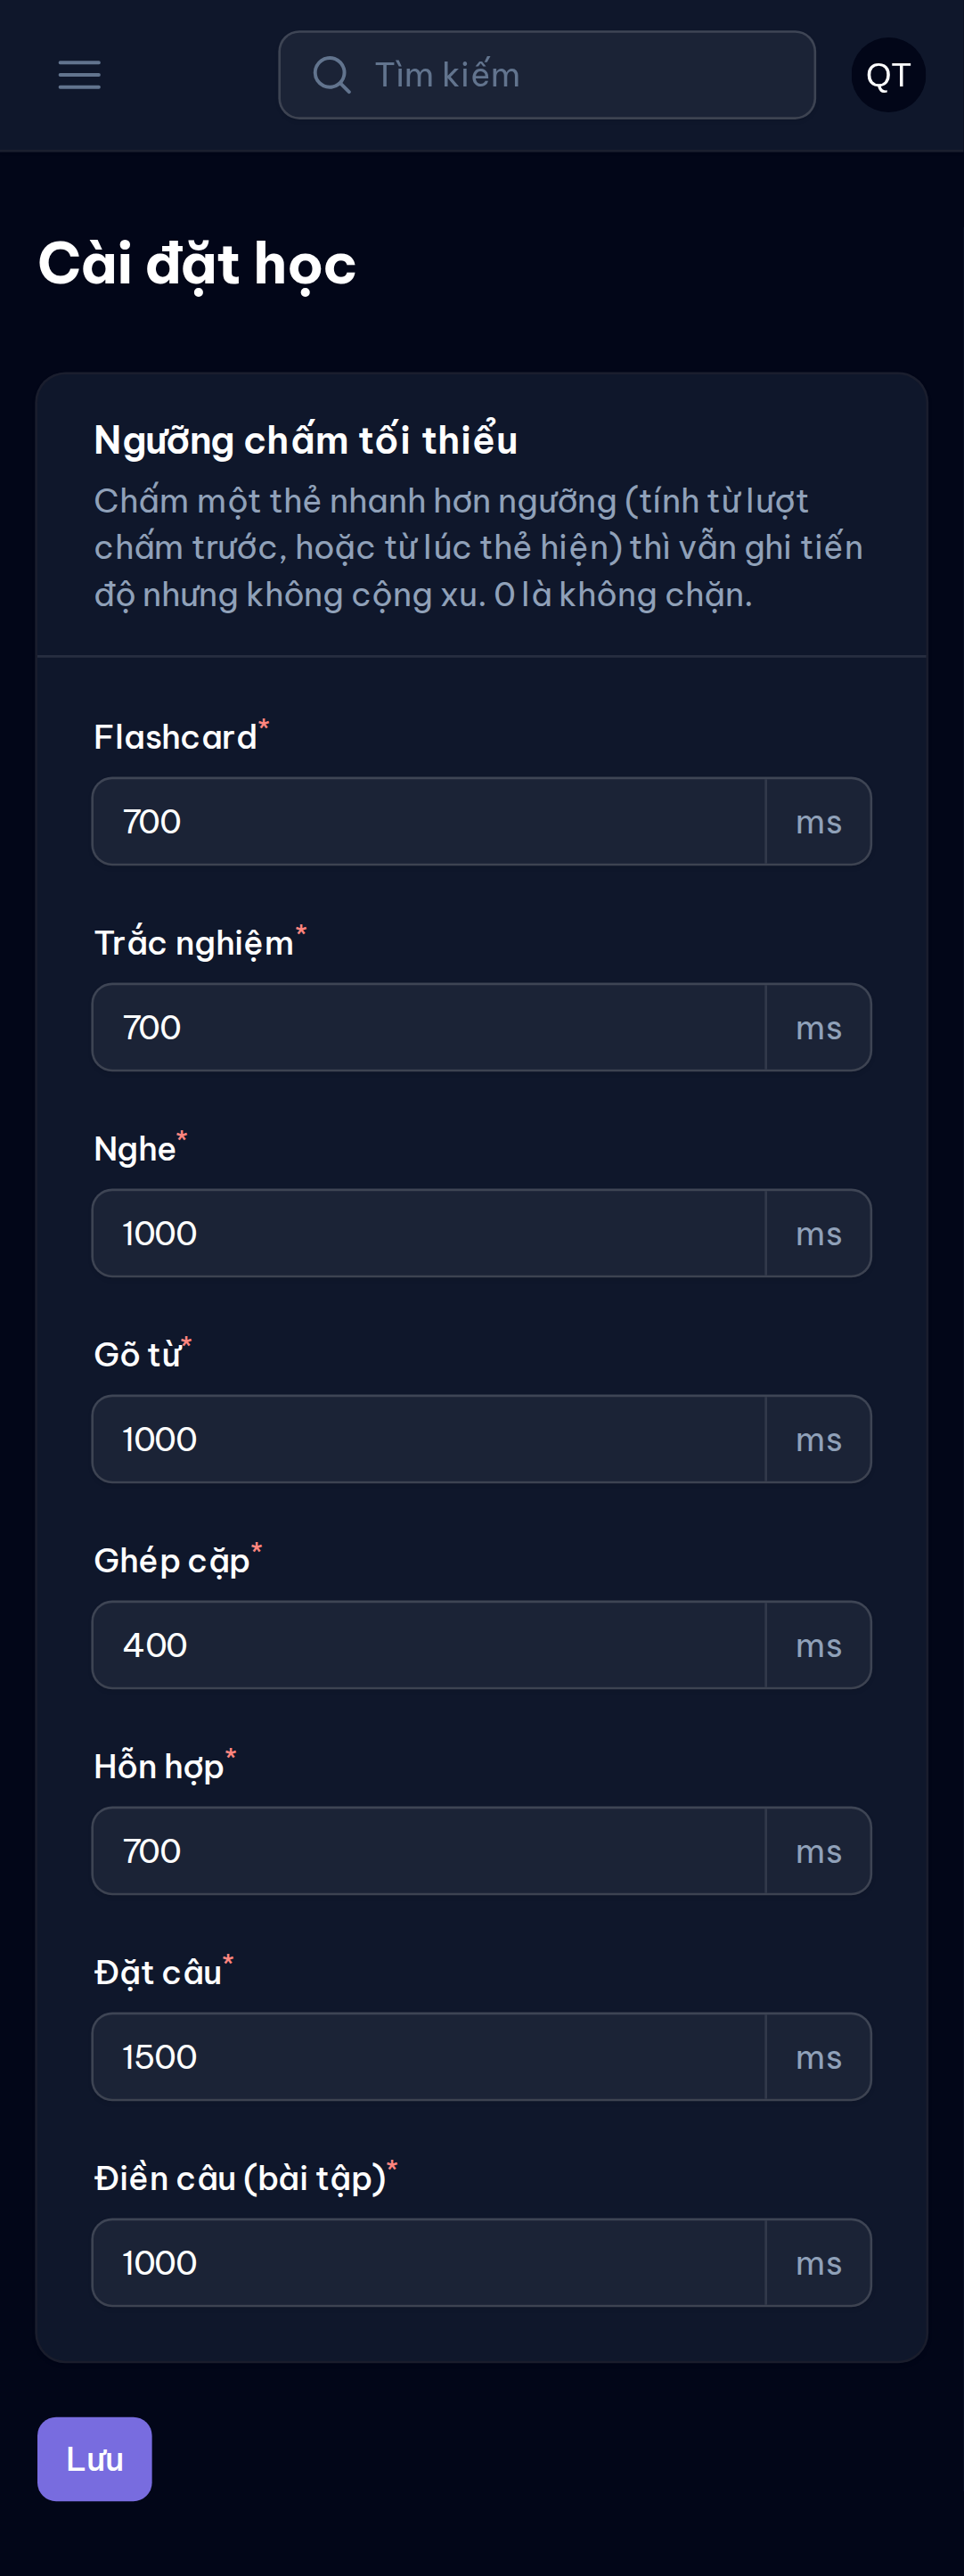 Tìm kiếm
QT
Cài đặt học
Ngưỡng chấm tối thiểu
Chấm một thẻ nhanh hơn ngưỡng (tính từ lượt
chấm trước, hoặc từ lúc thẻ hiện) thì vẫn ghi tiến
độ nhưng không cộng xu. 0 là không chặn.
Flashcard*
700 ms
Trắc nghiệm*
700 ms
Nghe*
1000 ms
Gõ từ*
1000 ms
Ghép cặp*
400 ms
Hỗn hợp*
700 ms
Đặt câu*
1500 ms
Điền câu (bài tập)*
1000 ms
Lưu